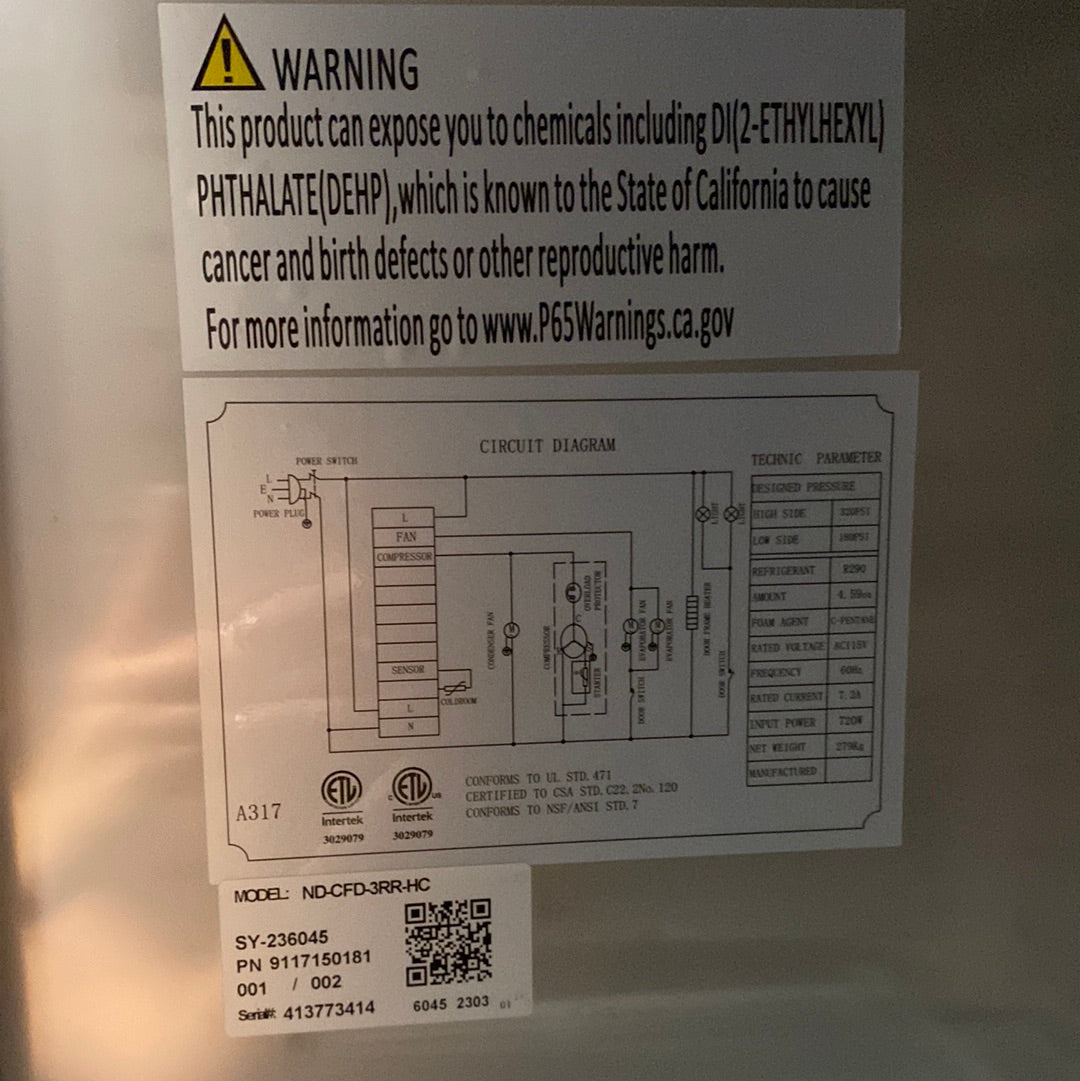 WARNING
This product can expose you to chemicals including DI(2-ETHYLHEXYL)
PHTHALATE(DEHP),which is known to the State of California to cause
cancer and birth defects or other reproductive harm.
For more information go to www.P65Warnings.ca.gov
CIRCUIT DIAGRAM
POWER SWITCH
L
E
N
POWER PLUG
L
FAN
COMPRESSOR
SENSOR
L
N
COLDROOM
CONDENSER FAN
COMPRESSOR
OVERLOAD
PROTECTOR
C
STARTER
EVAPORATOR FAN
EVAPORATOR FAN
DOOR SWITCH
DOOR FRAME HEATER
DOOR SWITCH
LIGHT
LIGHT
TECHNIC PARAMETER
DESIGNED PRESSURE
HIGH SIDE 320PSI
LOW SIDE 180PSI
REFRIGERANT R290
AMOUNT 4.59oz
FOAM AGENT C-PENTANE
RATED VOLTAGE AC115V
FREQUENCY 60Hz
RATED CURRENT 7.2A
INPUT POWER 720W
NET WEIGHT 279Kg
MANUFACTURED
A317
ETL
Intertek
3029079
C ETL US
Intertek
3029079
CONFORMS TO UL STD. 471
CERTIFIED TO CSA STD. C22. 2No. 120
CONFORMS TO NSF/ANSI STD. 7
MODEL: ND-CFD-3RR-HC
SY-236045
PN 9117150181
001 / 002
Serial#: 413773414
6045 2303 01